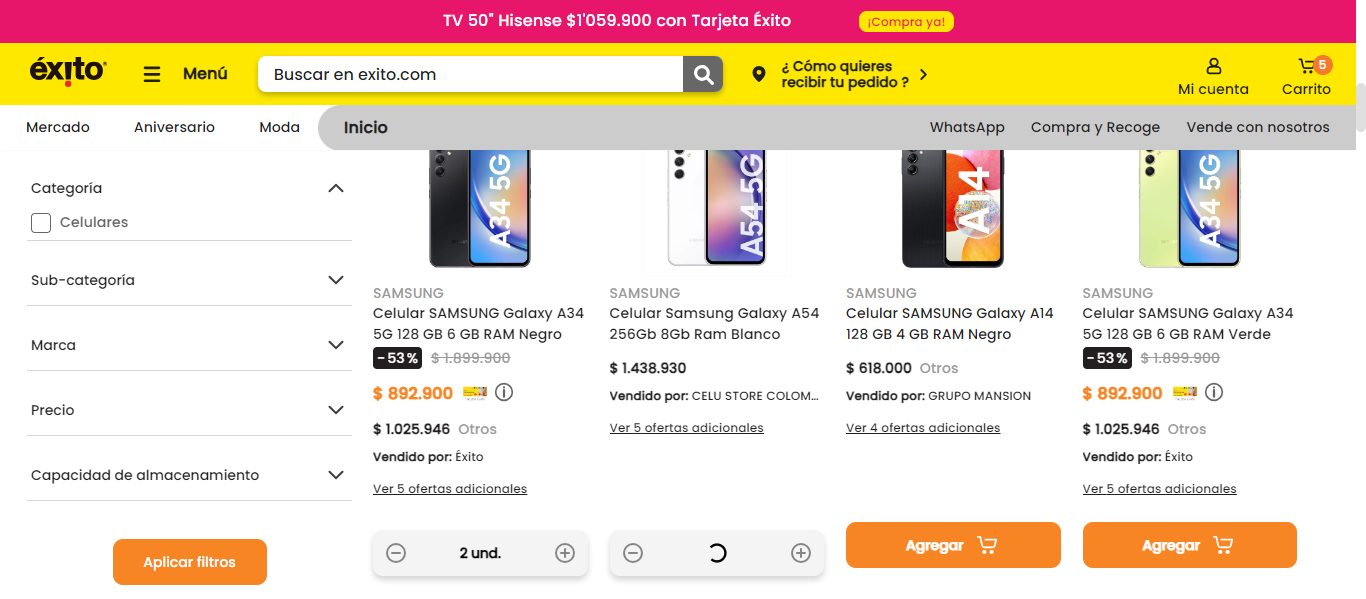 TV 50" Hisense $1'059.900 con Tarjeta Éxito
¡Compra ya!
éxito
Menú
Buscar en exito.com
¿ Cómo quieres
recibir tu pedido ?
Mi cuenta
5
Carrito
Mercado
Aniversario
Moda
Inicio
WhatsApp
Compra y Recoge
Vende con nosotros
Categoría
Celulares
Sub-categoría
Marca
Precio
Capacidad de almacenamiento
Aplicar filtros
A34 5G
SAMSUNG
Celular SAMSUNG Galaxy A34
5G 128 GB 6 GB RAM Negro
-53% $ 1.899.900
$ 892.900
$ 1.025.946 Otros
Vendido por: Éxito
Ver 5 ofertas adicionales
2 und.
A54 5G
SAMSUNG
Celular Samsung Galaxy A54
256Gb 8Gb Ram Blanco
$ 1.438.930
Vendido por: CELU STORE COLOM...
Ver 5 ofertas adicionales
A14
SAMSUNG
Celular SAMSUNG Galaxy A14
128 GB 4 GB RAM Negro
$ 618.000 Otros
Vendido por: GRUPO MANSION
Ver 4 ofertas adicionales
Agregar
A34 5G
SAMSUNG
Celular SAMSUNG Galaxy A34
5G 128 GB 6 GB RAM Verde
-53% $ 1.899.900
$ 892.900
$ 1.025.946 Otros
Vendido por: Éxito
Ver 5 ofertas adicionales
Agregar